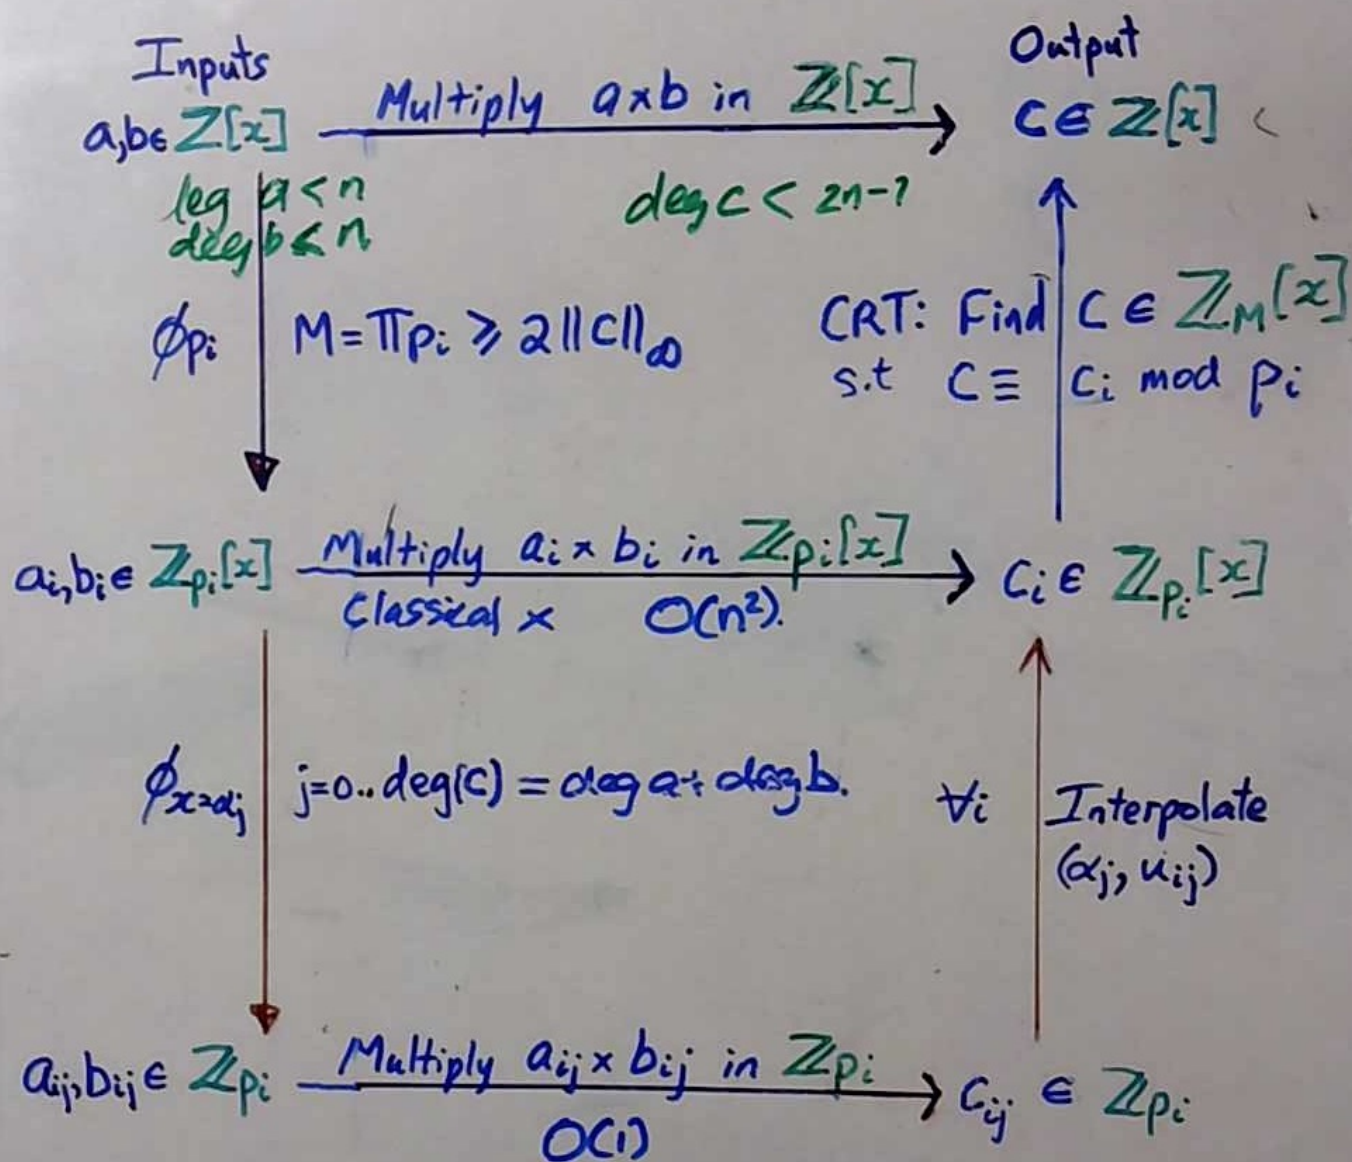 Inputs
a,b∈ Z[x]
Multiply a×b in Z[x]
Output
C∈ Z[x]
deg a<n
deg b<n
deg c < 2n-1
ϕpi
M=Πpi ⩾ 2||C||∞
CRT: Find C ∈ ZM[x]
s.t C≡ Ci mod pi
ai,bi∈ Zpi[x]
Multiply ai × bi in Zpi[x]
Classical × O(n²).
Ci ∈ Zpi[x]
ϕx=αj
j=0..deg(C) = deg a + deg b.
∀i Interpolate
(αj, uij)
aij,bij∈ Zpi
Multiply aij × bij in Zpi
O(1)
Cij ∈ Zpi